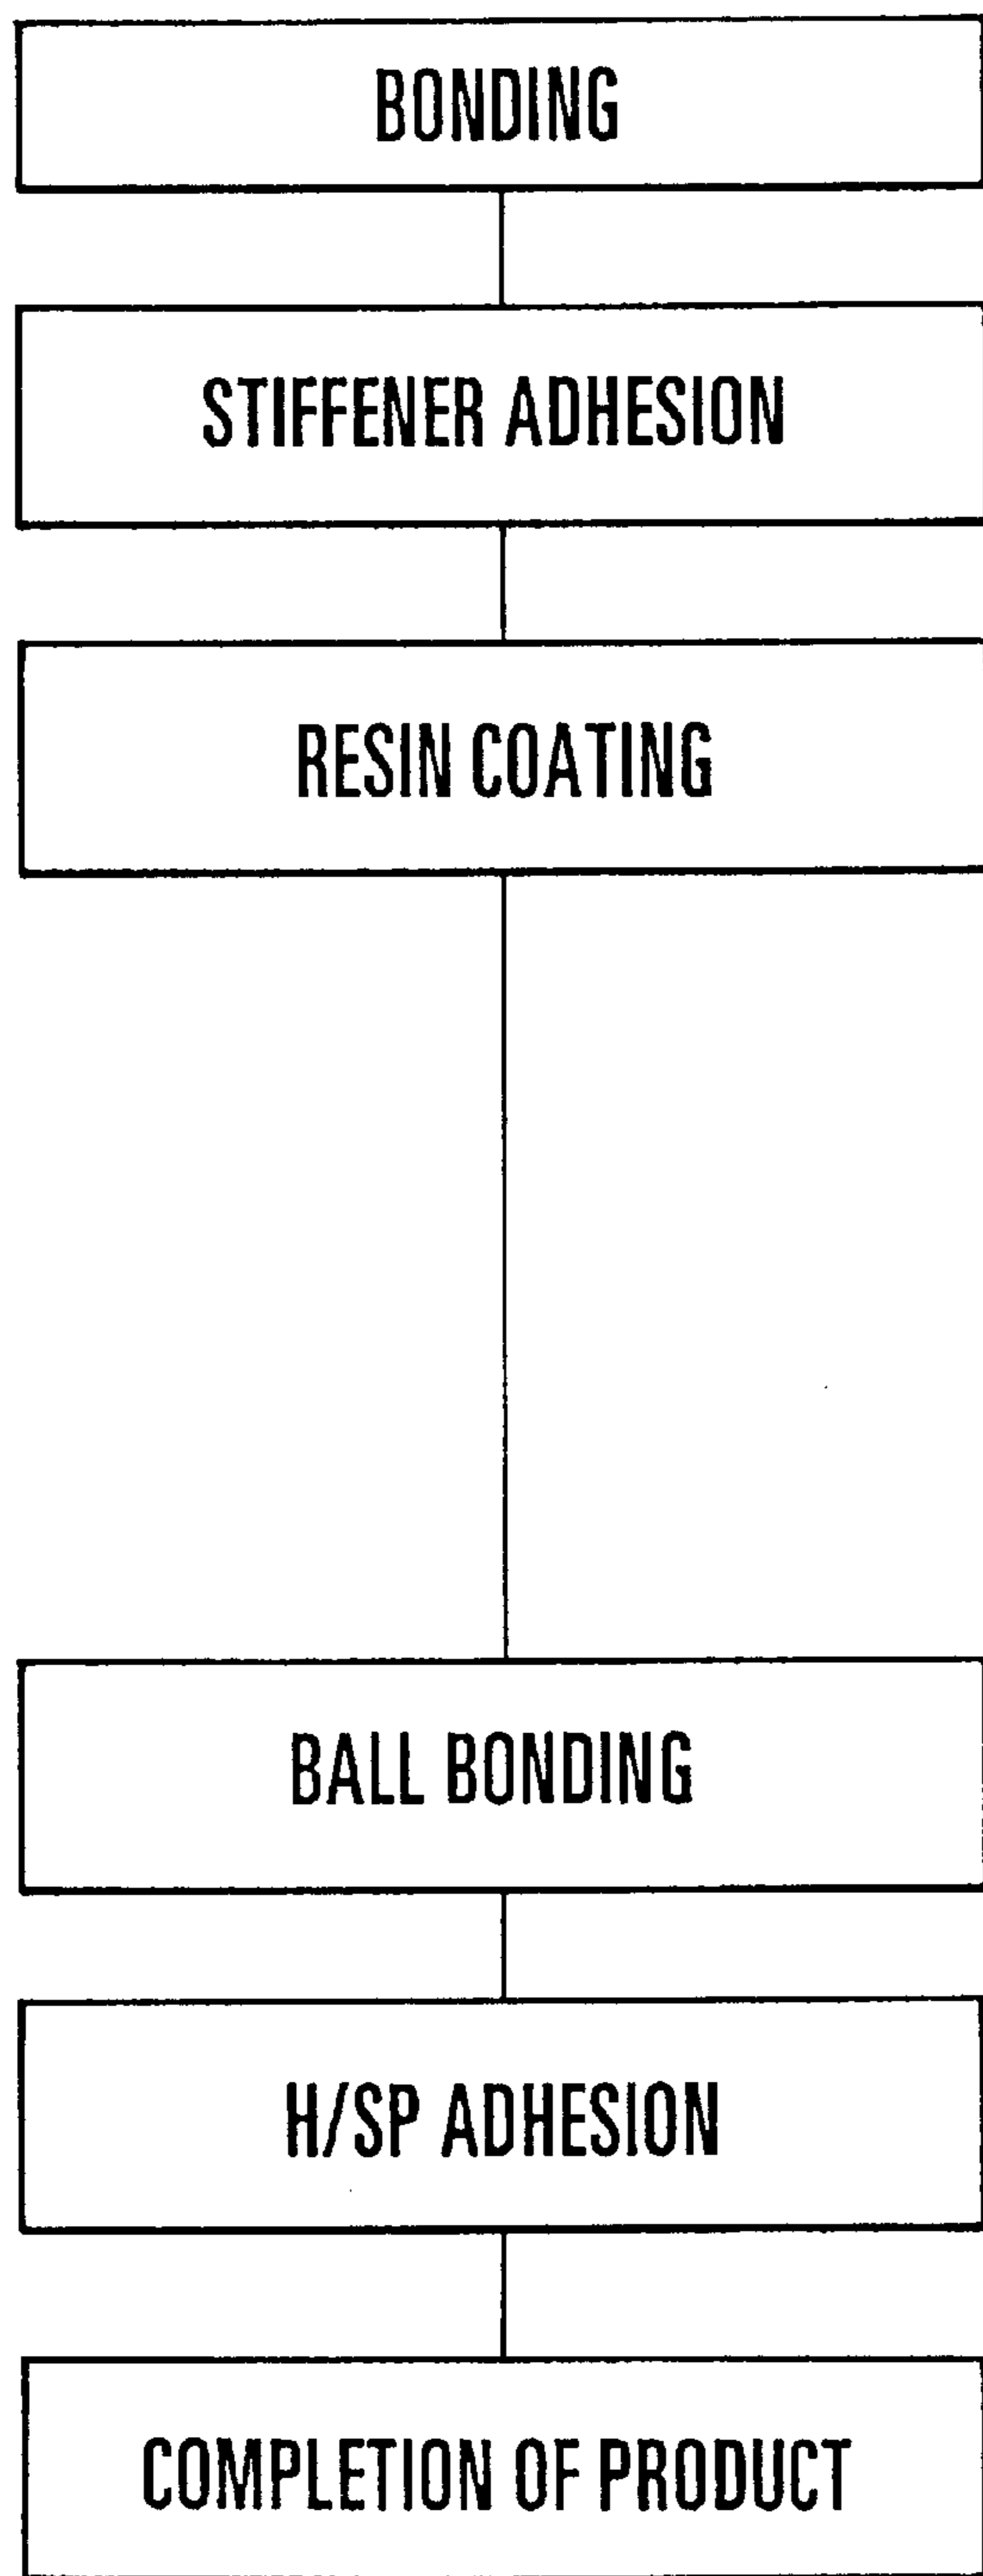 BONDING
STIFFENER ADHESION
RESIN COATING
BALL BONDING
H/SP ADHESION
COMPLETION OF PRODUCT